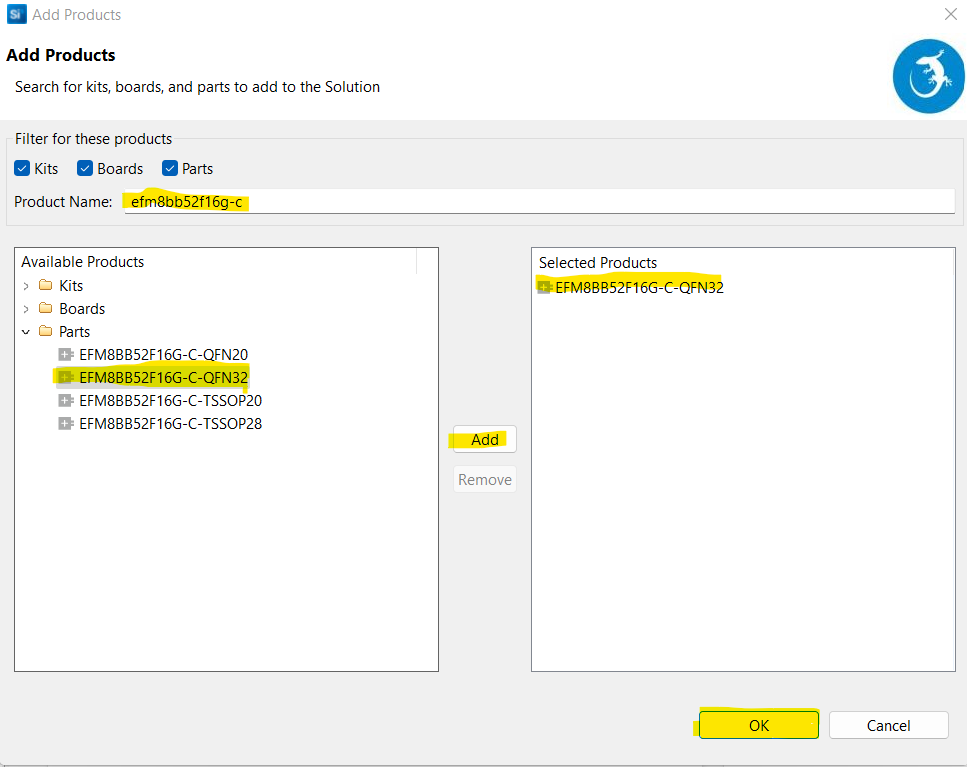 Si Add Products
Add Products
Search for kits, boards, and parts to add to the Solution
Filter for these products
Kits Boards Parts
Product Name: efm8bb52f16g-c
Available Products
Kits
Boards
Parts
EFM8BB52F16G-C-QFN20
EFM8BB52F16G-C-QFN32
EFM8BB52F16G-C-TSSOP20
EFM8BB52F16G-C-TSSOP28
Add
Remove
Selected Products
EFM8BB52F16G-C-QFN32
OK Cancel